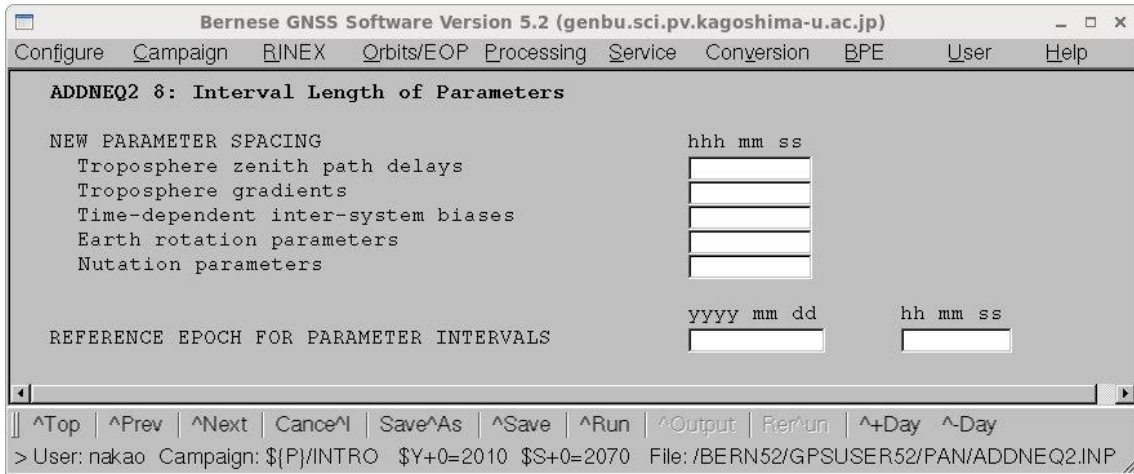 Bernese GNSS Software Version 5.2 (genbu.sci.pv.kagoshima-u.ac.jp)
Configure Campaign RINEX Orbits/EOP Processing Service Conversion BPE User Help
ADDNEQ2 8: Interval Length of Parameters
NEW PARAMETER SPACING hhh mm ss
Troposphere zenith path delays
Troposphere gradients
Time-dependent inter-system biases
Earth rotation parameters
Nutation parameters
yyyy mm dd hh mm ss
REFERENCE EPOCH FOR PARAMETER INTERVALS
^Top | ^Prev | ^Next | Cance^l | Save^As | ^Save | ^Run | ^Output | Rer^un | ^+Day ^-Day
> User: nakao Campaign: ${P}/INTRO $Y+0=2010 $S+0=2070 File: /BERN52/GPSUSER52/PAN/ADDNEQ2.INP